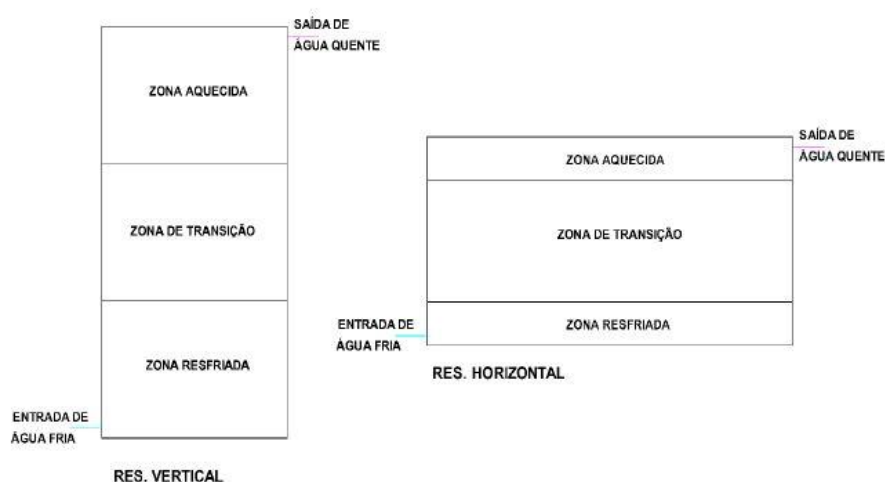 SAÍDA DE
ÁGUA QUENTE
ZONA AQUECIDA
ZONA DE TRANSIÇÃO
ZONA RESFRIADA
ENTRADA DE
ÁGUA FRIA
RES. VERTICAL
SAÍDA DE
ÁGUA QUENTE
ZONA AQUECIDA
ZONA DE TRANSIÇÃO
ZONA RESFRIADA
ENTRADA DE
ÁGUA FRIA
RES. HORIZONTAL